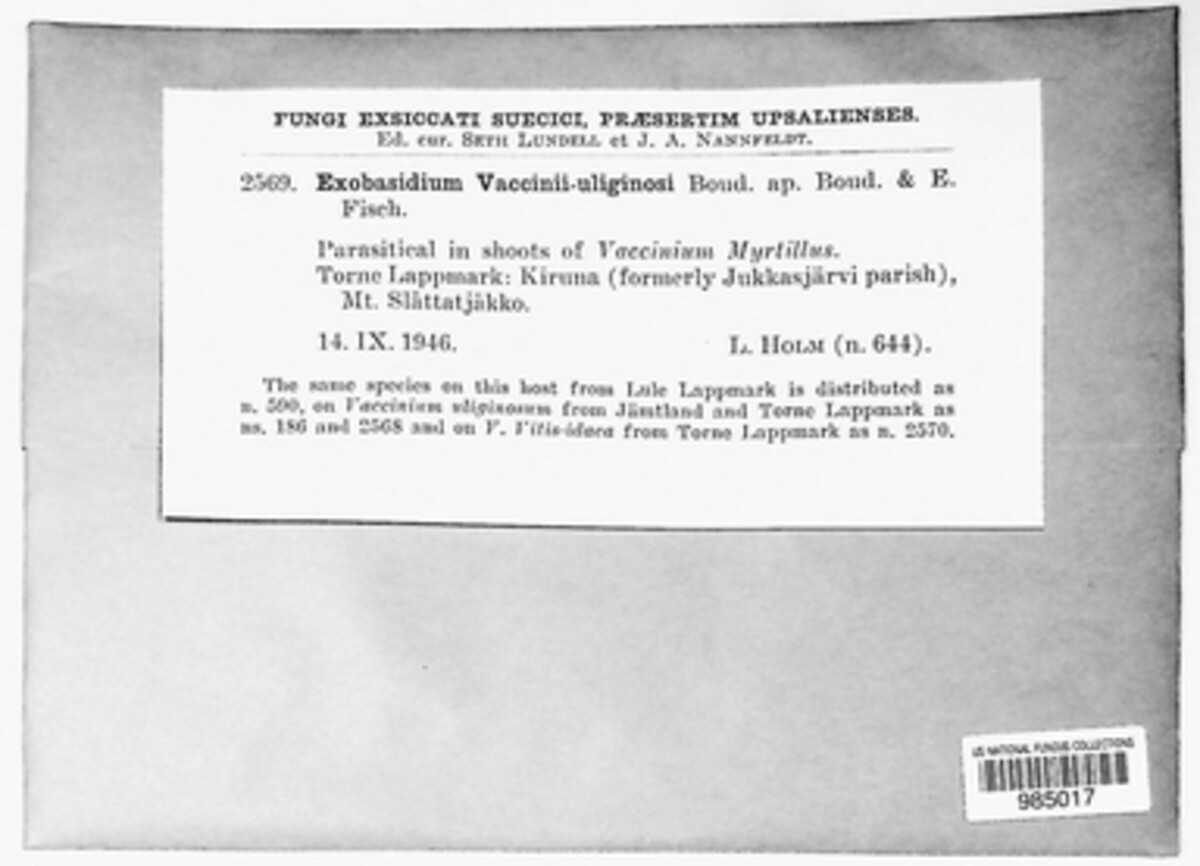 FUNGI EXSICCATI SUECICI, PRÆSERTIM UPSALIENSES.
Ed. cur. SETH LUNDELL et J. A. NANNFELDT.
2569. Exobasidium Vaccinii-uliginosi Boud. ap. Boud. & E.
Fisch.
Parasitical in shoots of Vaccinium Myrtillus.
Torne Lappmark: Kiruna (formerly Jukkasjärvi parish),
Mt. Slåttatjåkko.
14. IX. 1946. L. HOLM (n. 644).
The same species on this host from Lule Lappmark is distributed as
n. 590, on Vaccinium uliginosum from Jämtland and Torne Lappmark as
ns. 186 and 2568 and on V. Vitis-idæa from Torne Lappmark as n. 2570.
US NATIONAL FUNGUS COLLECTIONS
985017